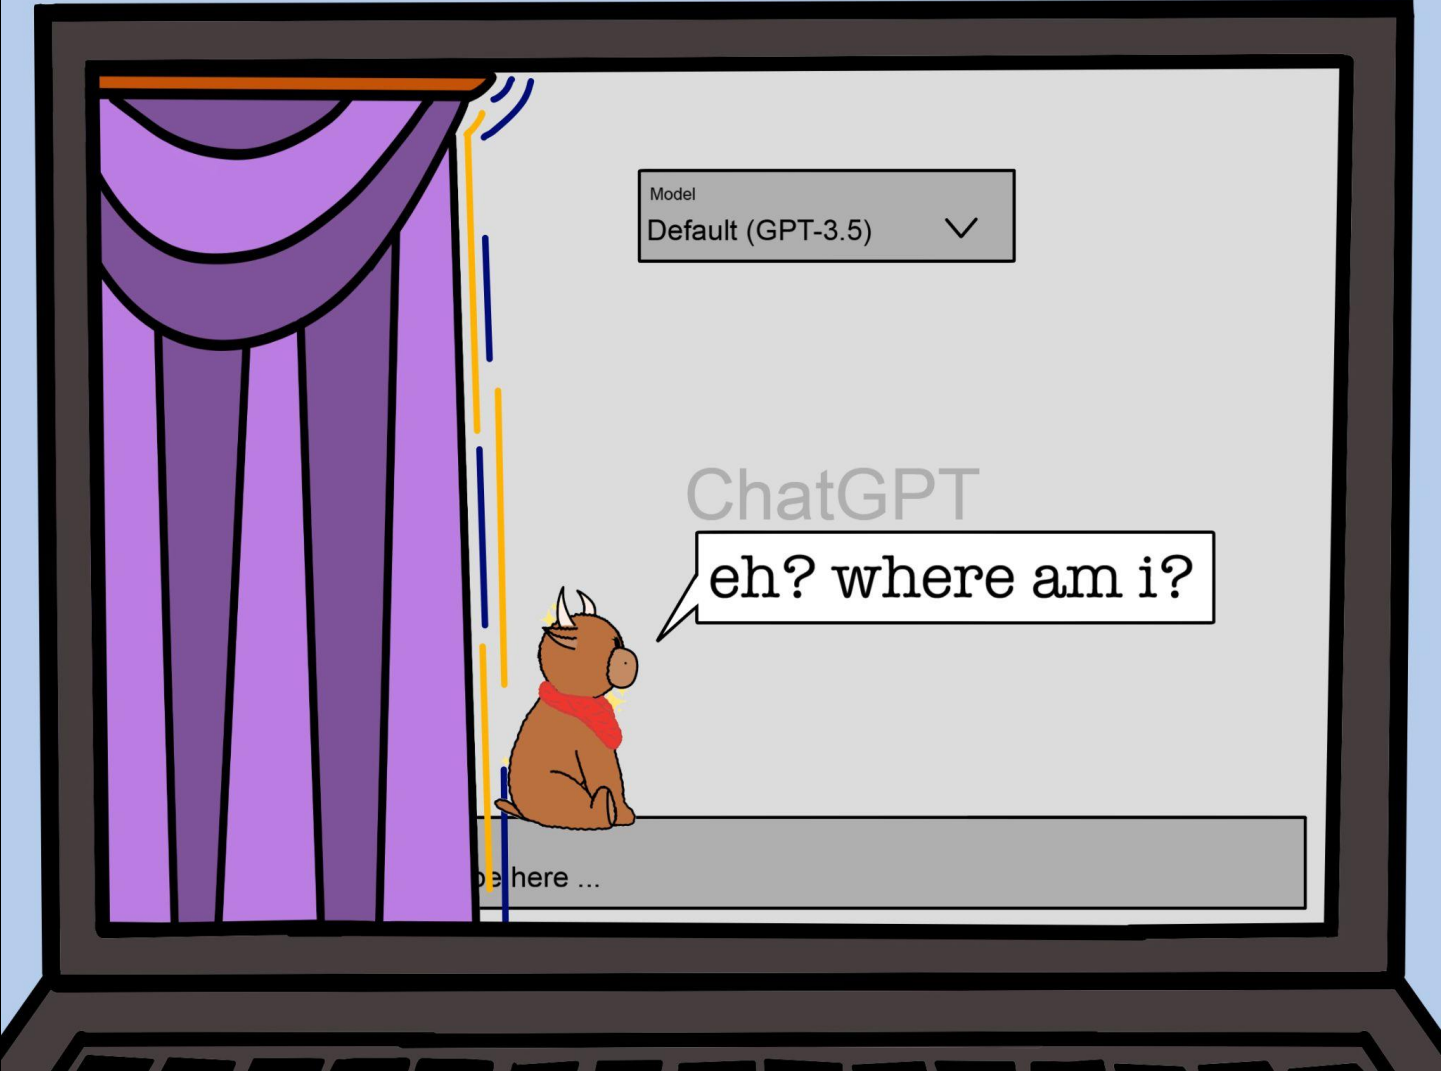 Model
Default (GPT-3.5)
ChatGPT
eh? where am i?
here ...